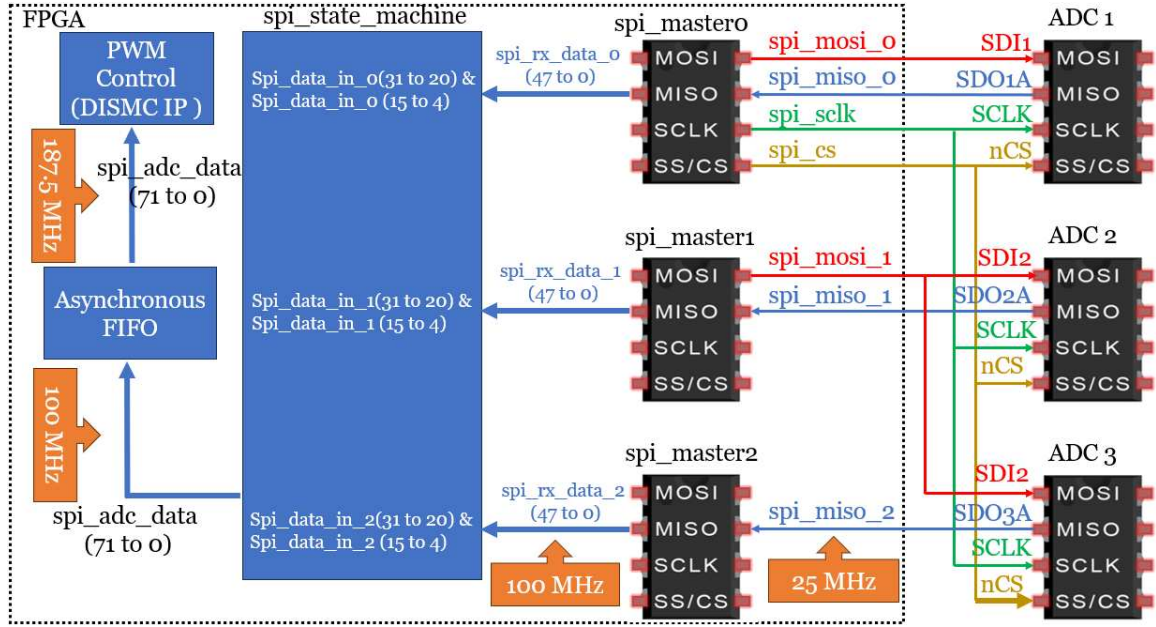 FPGA
spi_state_machine
spi_master0
ADC 1
PWM
Control
(DISMC IP )
187.5 MHz
spi_adc_data
(71 to 0)
Asynchronous
FIFO
100 MHz
spi_adc_data
(71 to 0)
Spi_data_in_0(31 to 20) &
Spi_data_in_0 (15 to 4)
spi_rx_data_0
(47 to 0)
MOSI
MISO
SCLK
SS/CS
spi_mosi_0
spi_miso_0
spi_sclk
spi_cs
SDI1
SDO1A
SCLK
nCS
MOSI
MISO
SCLK
SS/CS
Spi_data_in_1(31 to 20) &
Spi_data_in_1 (15 to 4)
spi_rx_data_1
(47 to 0)
spi_master1
MOSI
MISO
SCLK
SS/CS
spi_mosi_1
spi_miso_1
ADC 2
SDI2
SDO2A
SCLK
nCS
MOSI
MISO
SCLK
SS/CS
Spi_data_in_2(31 to 20) &
Spi_data_in_2 (15 to 4)
spi_rx_data_2
(47 to 0)
100 MHz
spi_master2
MOSI
MISO
SCLK
SS/CS
spi_miso_2
25 MHz
ADC 3
SDI2
SDO3A
SCLK
nCS
MOSI
MISO
SCLK
SS/CS